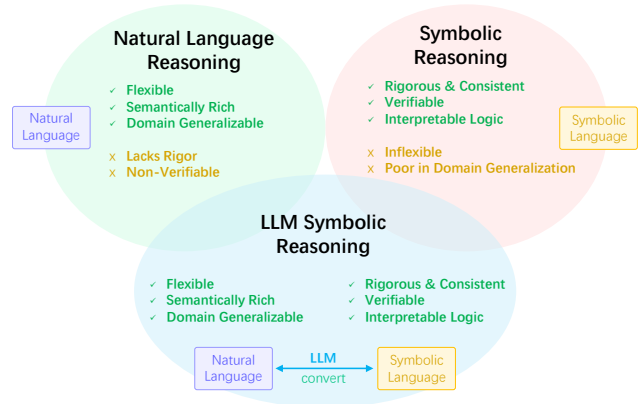 Natural Language
Reasoning
✓ Flexible
✓ Semantically Rich
✓ Domain Generalizable
x Lacks Rigor
x Non-Verifiable
Natural
Language
Symbolic
Reasoning
✓ Rigorous & Consistent
✓ Verifiable
✓ Interpretable Logic
x Inflexible
x Poor in Domain Generalization
Symbolic
Language
LLM Symbolic
Reasoning
✓ Flexible
✓ Semantically Rich
✓ Domain Generalizable
✓ Rigorous & Consistent
✓ Verifiable
✓ Interpretable Logic
Natural
Language
LLM
convert
Symbolic
Language